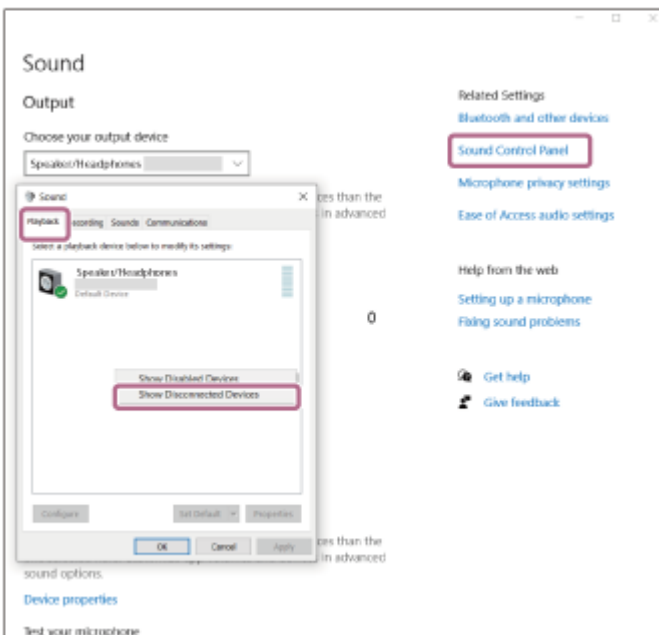 Sound
Output
Choose your output device
Speaker/Headphones
Sound
Playback
ecording
Sounds
Communications
Select a playback device below to modify its settings:
Speaker/Headphones
Default Device
Show Disabled Devices
Show Disconnected Devices
Configure
Set Default
Properties
OK
Cancel
Apply
ces than the
in advanced
0
ces than the
in advanced
sound options.
Device properties
Test your microphone
Related Settings
Bluetooth and other devices
Sound Control Panel
Microphone privacy settings
Ease of Access audio settings
Help from the web
Setting up a microphone
Fixing sound problems
Get help
Give feedback